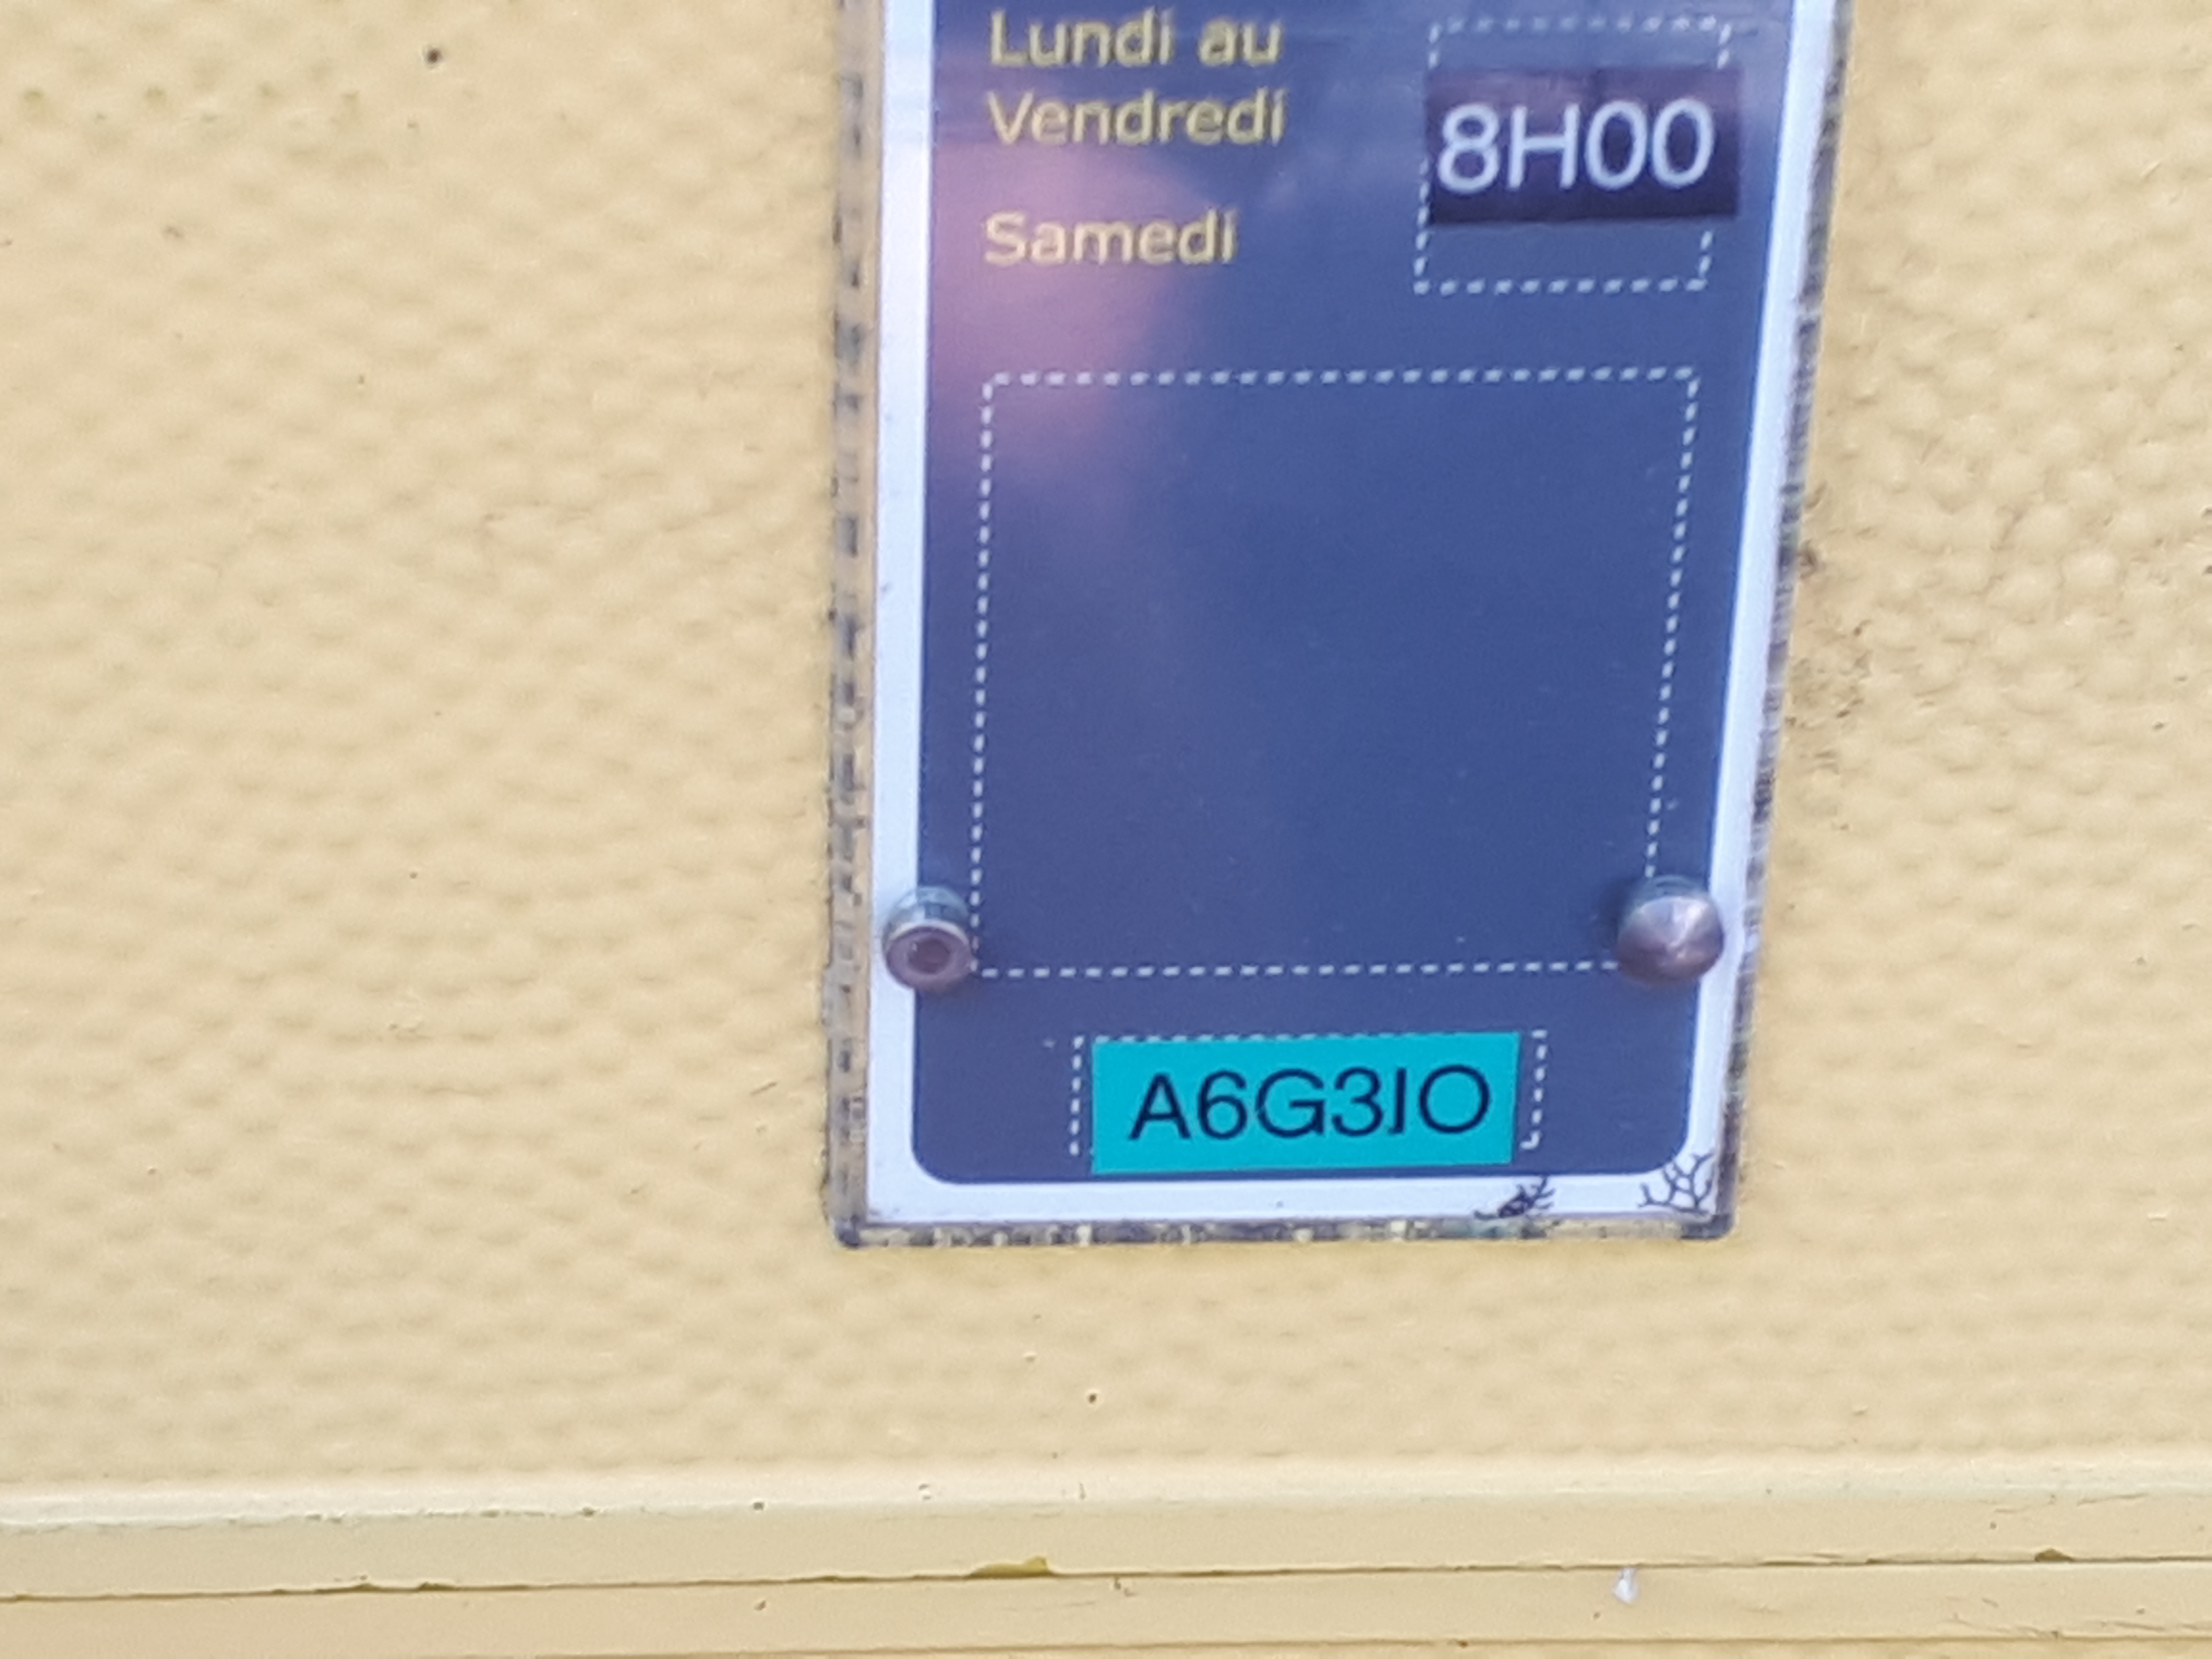 Lundi au
Vendredi
8H00
Samedi
A6G3IO